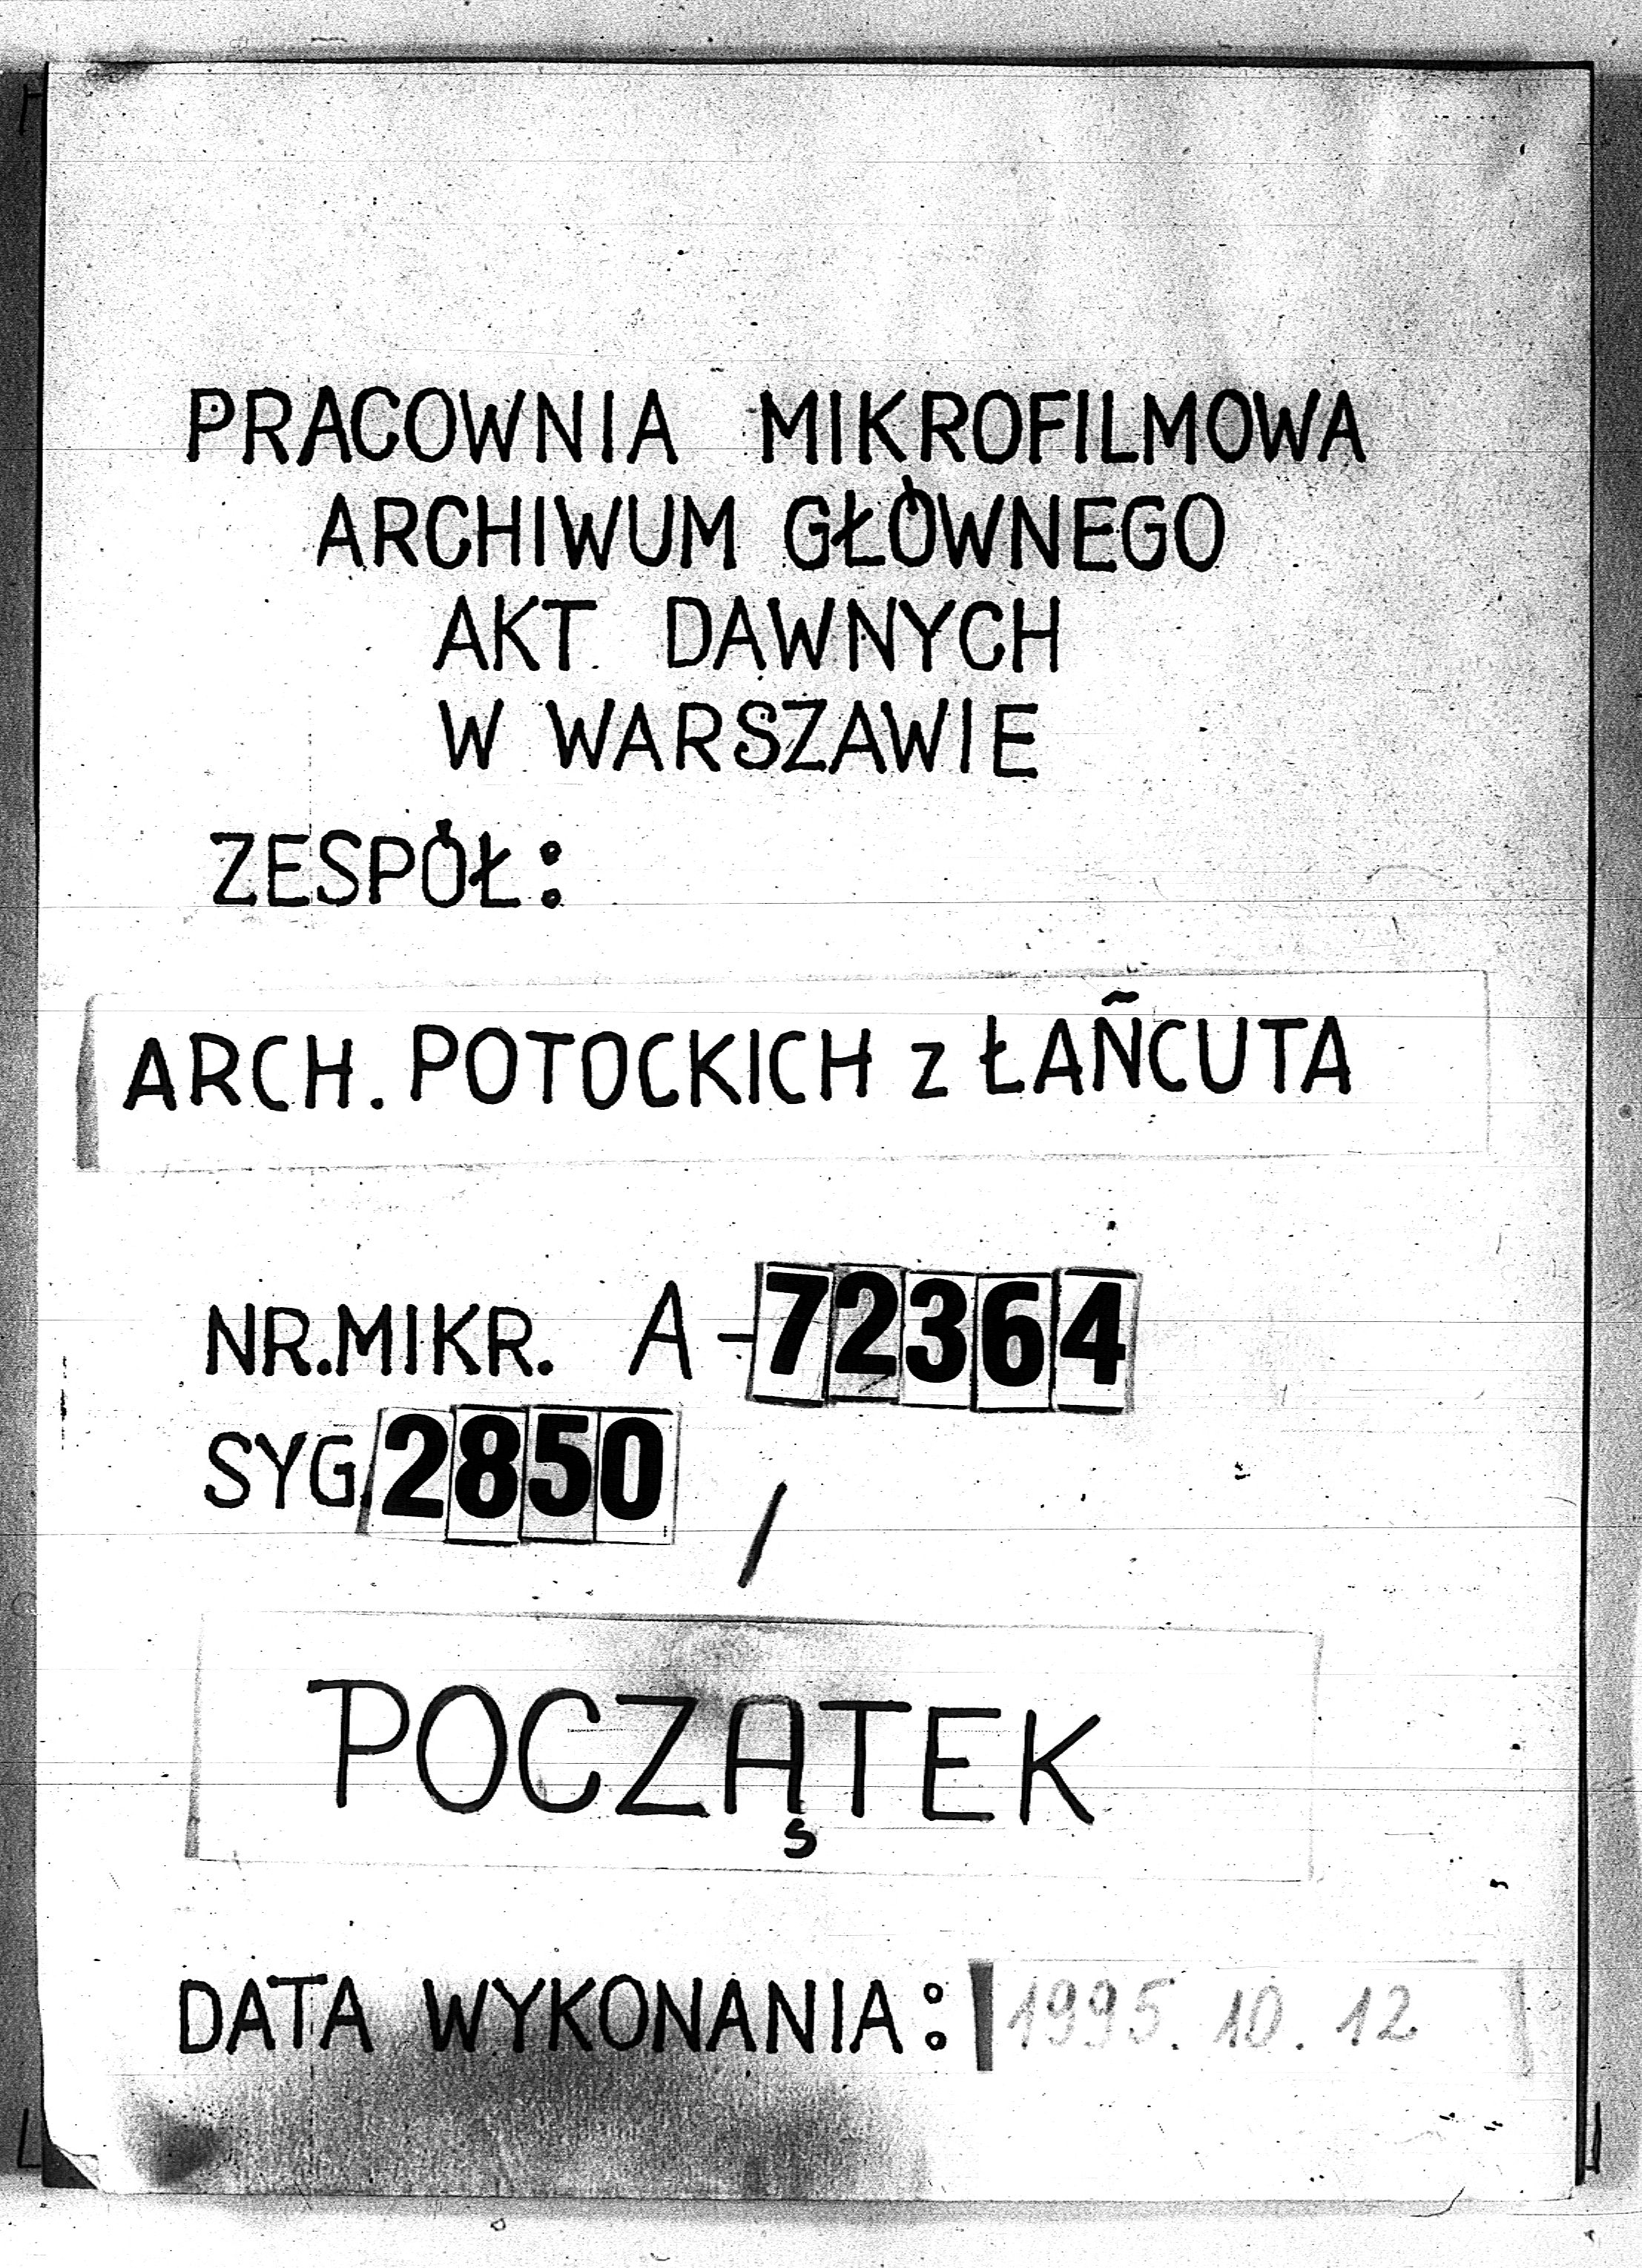 PRACOWNIA MIKROFILMOWA
ARCHIWUM GŁÓWNEGO
AKT DAWNYCH
W WARSZAWIE
ZESPÓŁ:
ARCH. POTOCKICH z ŁAÑCUTA
NR.MIKR. A-72364
SYG.2850 /
POCZĄTEK
DATA WYKONANIA: 1995.10.12